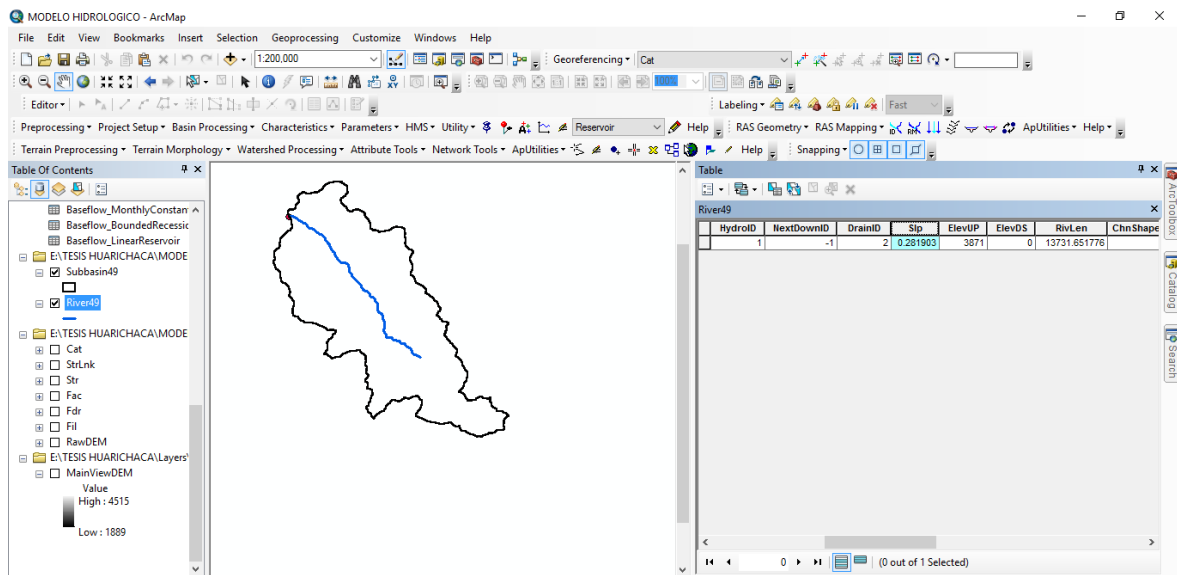 MODELO HIDROLOGICO - ArcMap
File Edit View Bookmarks Insert Selection Geoprocessing Customize Windows Help
1:200,000 Georeferencing Cat
100%
Editor Labeling Fast
Preprocessing Project Setup Basin Processing Characteristics Parameters HMS Utility Reservoir Help RAS Geometry RAS Mapping ApUtilities Help
Terrain Preprocessing Terrain Morphology Watershed Processing Attribute Tools Network Tools ApUtilities Help Snapping
Table Of Contents
Baseflow_MonthlyConstan
Baseflow_BoundedRecessic
Baseflow_LinearReservoir
E:\TESIS HUARICHACA\MODE
Subbasin49
River49
E:\TESIS HUARICHACA\MODE
Cat
StrLnk
Str
Fac
Fdr
Fil
RawDEM
E:\TESIS HUARICHACA\Layers
MainViewDEM
Value
High : 4515
Low : 1889
Table
River49
HydroID NextDownID DrainID Slp ElevUP ElevDS RivLen ChnShape
1 -1 2 0.281903 3871 0 13731.651776
0 (0 out of 1 Selected)
ArcToolbox
Catalog
Search